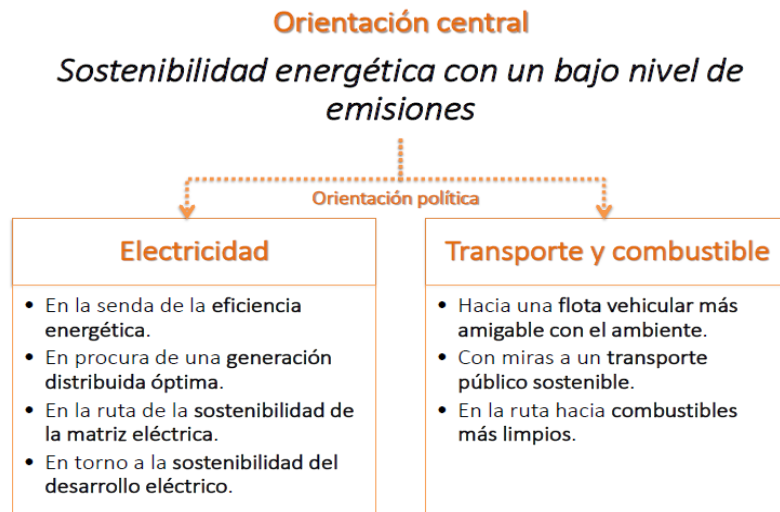 Orientación central
Sostenibilidad energética con un bajo nivel de
emisiones
Orientación política
Electricidad
• En la senda de la eficiencia
energética.
• En procura de una generación
distribuida óptima.
• En la ruta de la sostenibilidad de
la matriz eléctrica.
• En torno a la sostenibilidad del
desarrollo eléctrico.
Transporte y combustible
• Hacia una flota vehicular más
amigable con el ambiente.
• Con miras a un transporte
público sostenible.
• En la ruta hacia combustibles
más limpios.